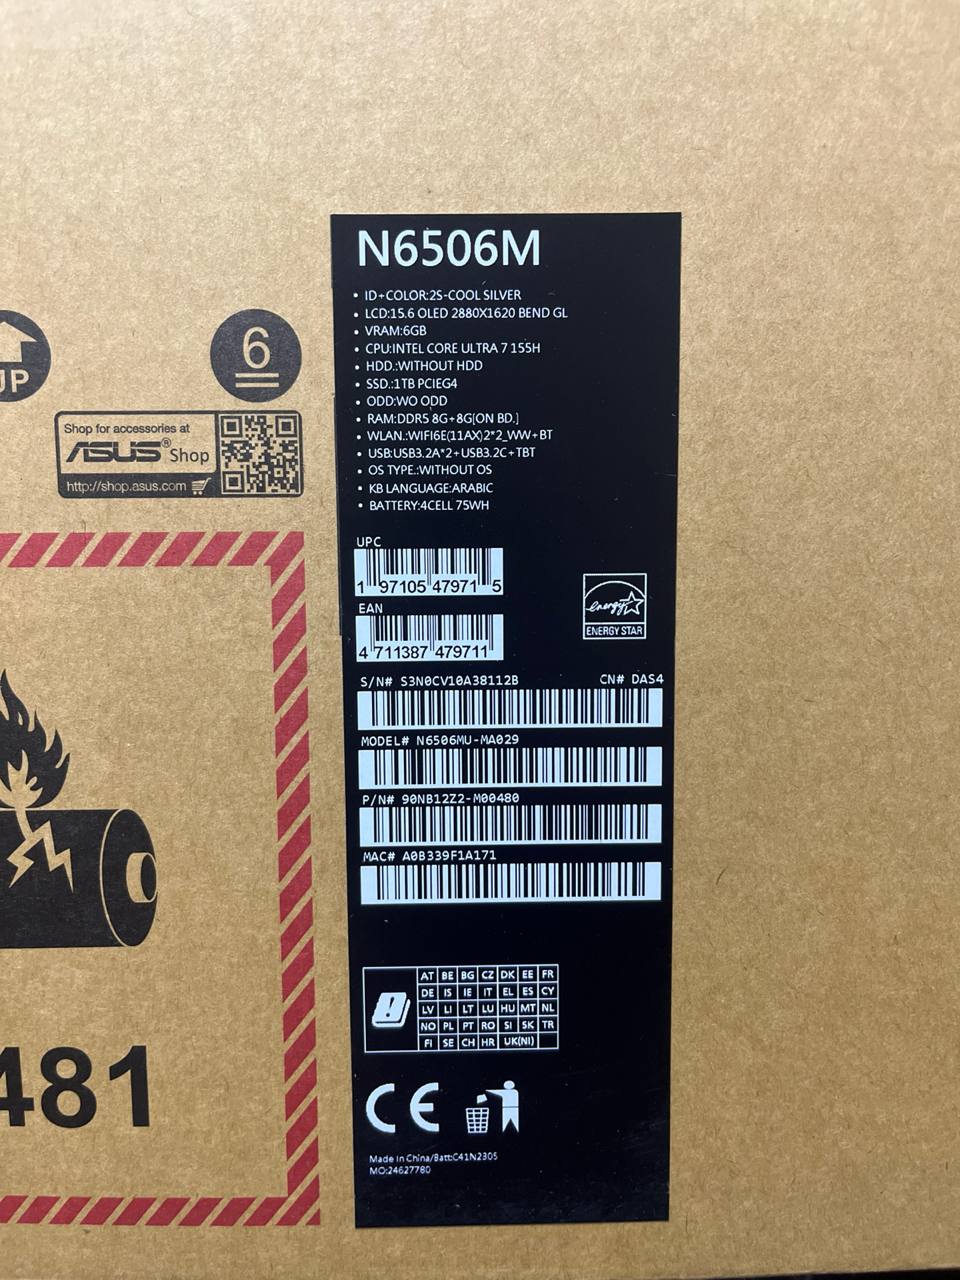 N6506M
• ID+COLOR:2S-COOL SILVER
• LCD:15.6 OLED 2880X1620 BEND GL
• VRAM:6GB
• CPU:INTEL CORE ULTRA 7 155H
• HDD.:WITHOUT HDD
• SSD.:1TB PCIEG4
• ODD:WO ODD
• RAM:DDR5 8G+8G[ON BD.]
• WLAN.:WIFI6E(11AX)2*2_WW+BT
• USB:USB3.2A*2+USB3.2C+TBT
• OS TYPE.:WITHOUT OS
• KB LANGUAGE:ARABIC
• BATTERY:4CELL 75WH
UPC
1 97105 47971 5
EAN
4 711387 479711
ENERGY STAR
S/N# S3N0CV10A38112B CN# DAS4
MODEL# N6506MU-MA029
P/N# 90NB12Z2-M00480
MAC# A0B339F1A171
AT BE BG CZ DK EE FR
DE IS IE IT EL ES CY
LV LI LT LU HU MT NL
NO PL PT RO SI SK TR
FI SE CH HR UK(NI)
CE
Made in China/Batt:C41N2305
MO:24627780
UP
6
Shop for accessories at
ASUS® Shop
http://shop.asus.com
energy
481